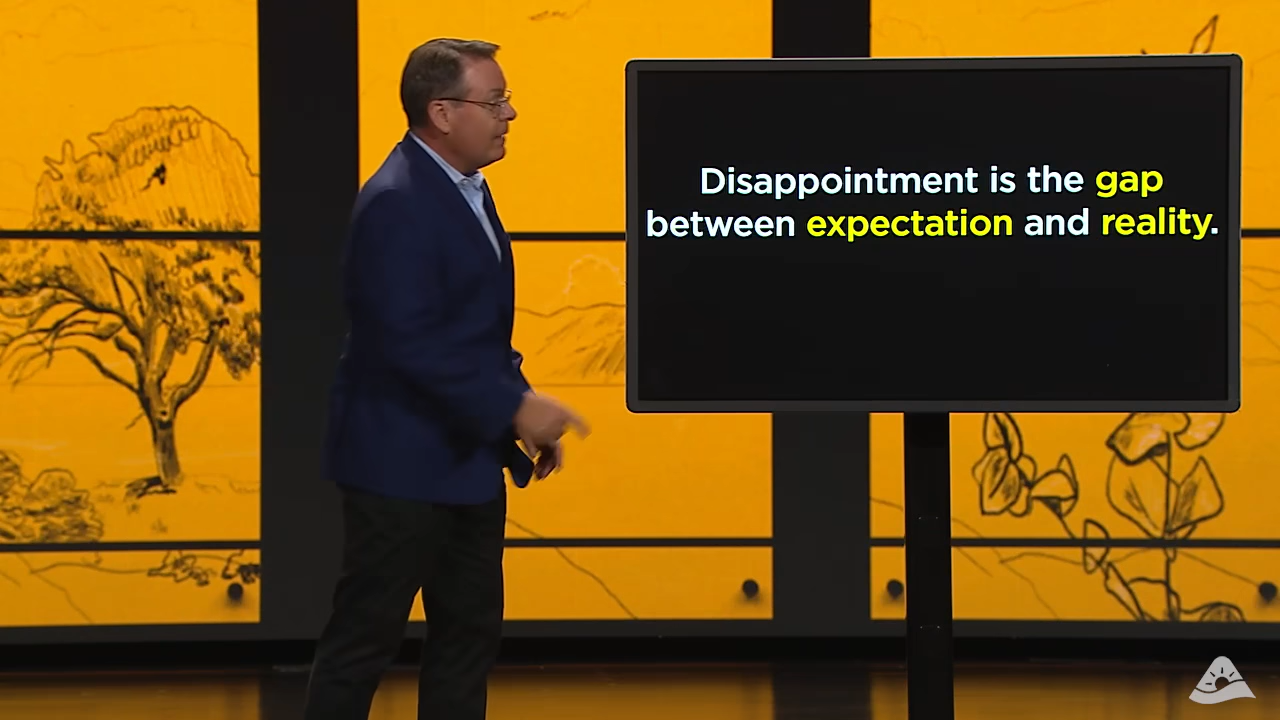 Disappointment is the gap
between expectation and reality.